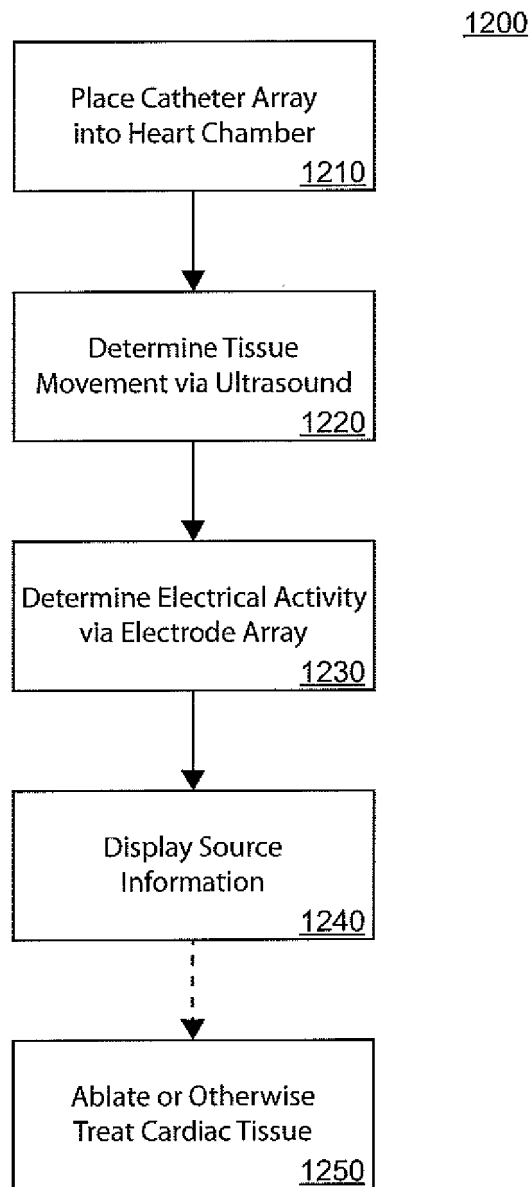 1200
Place Catheter Array
into Heart Chamber
1210
Determine Tissue
Movement via Ultrasound
1220
Determine Electrical Activity
via Electrode Array
1230
Display Source
Information
1240
Ablate or Otherwise
Treat Cardiac Tissue
1250